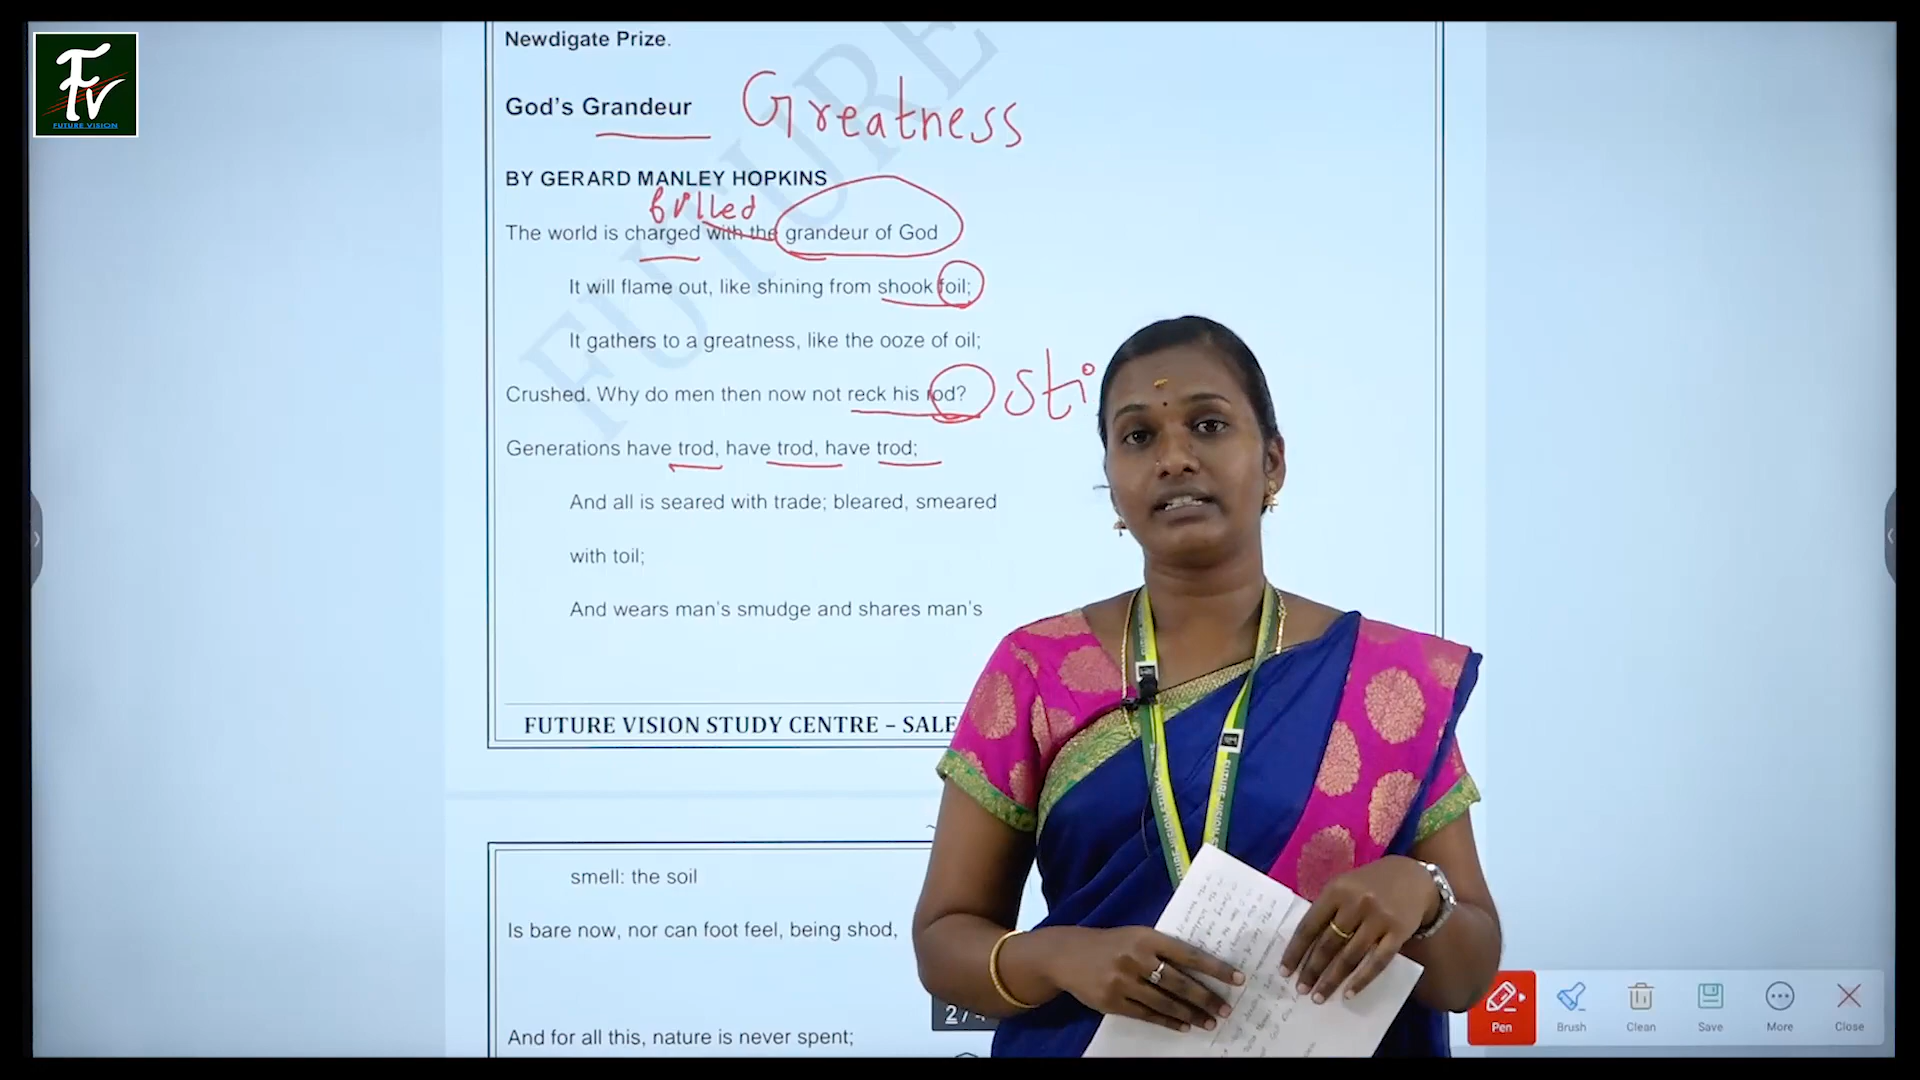 FV
FUTURE VISION
Newdigate Prize.
God's Grandeur Greatness
BY GERARD MANLEY HOPKINS
filled
The world is charged with the grandeur of God
It will flame out, like shining from shook foil;
It gathers to a greatness, like the ooze of oil;
Crushed. Why do men then now not reck his rod? sti
Generations have trod, have trod, have trod;
And all is seared with trade; bleared, smeared
with toil;
And wears man's smudge and shares man's
FUTURE VISION STUDY CENTRE – SALE
smell: the soil
Is bare now, nor can foot feel, being shod,
And for all this, nature is never spent;
FUTURE
2 / 4
Pen
Brush
Clean
Save
More
Close